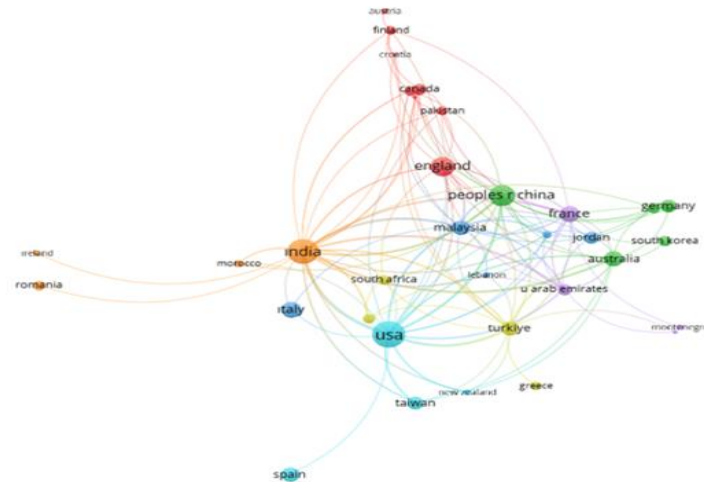 austria
finland
croatia
canada
pakistan
england
peoples r china
germany
france
malaysia
jordan
south korea
india
ireland
morocco
australia
lebanon
south africa
romania
u arab emirates
italy
usa
turkiye
montenegro
greece
new zealand
taiwan
spain